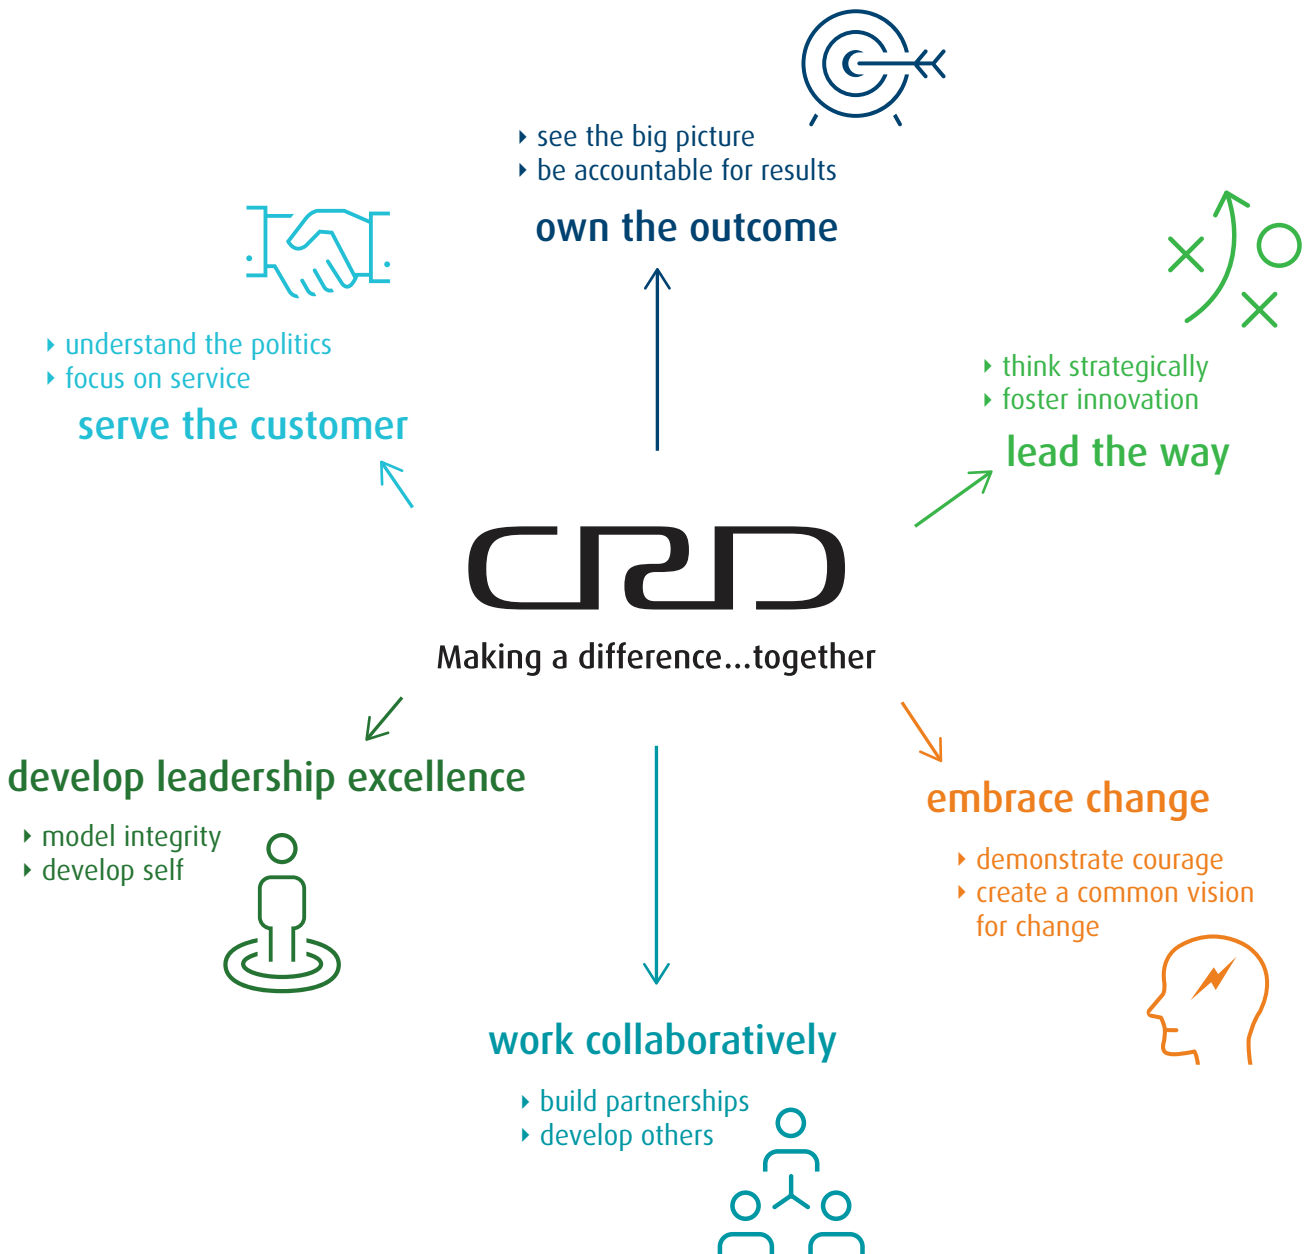 ‣ see the big picture
‣ be accountable for results
own the outcome
‣ understand the politics
‣ focus on service
serve the customer
‣ think strategically
‣ foster innovation
lead the way
CRD
Making a difference...together
develop leadership excellence
‣ model integrity
‣ develop self
embrace change
‣ demonstrate courage
‣ create a common vision
for change
work collaboratively
‣ build partnerships
‣ develop others